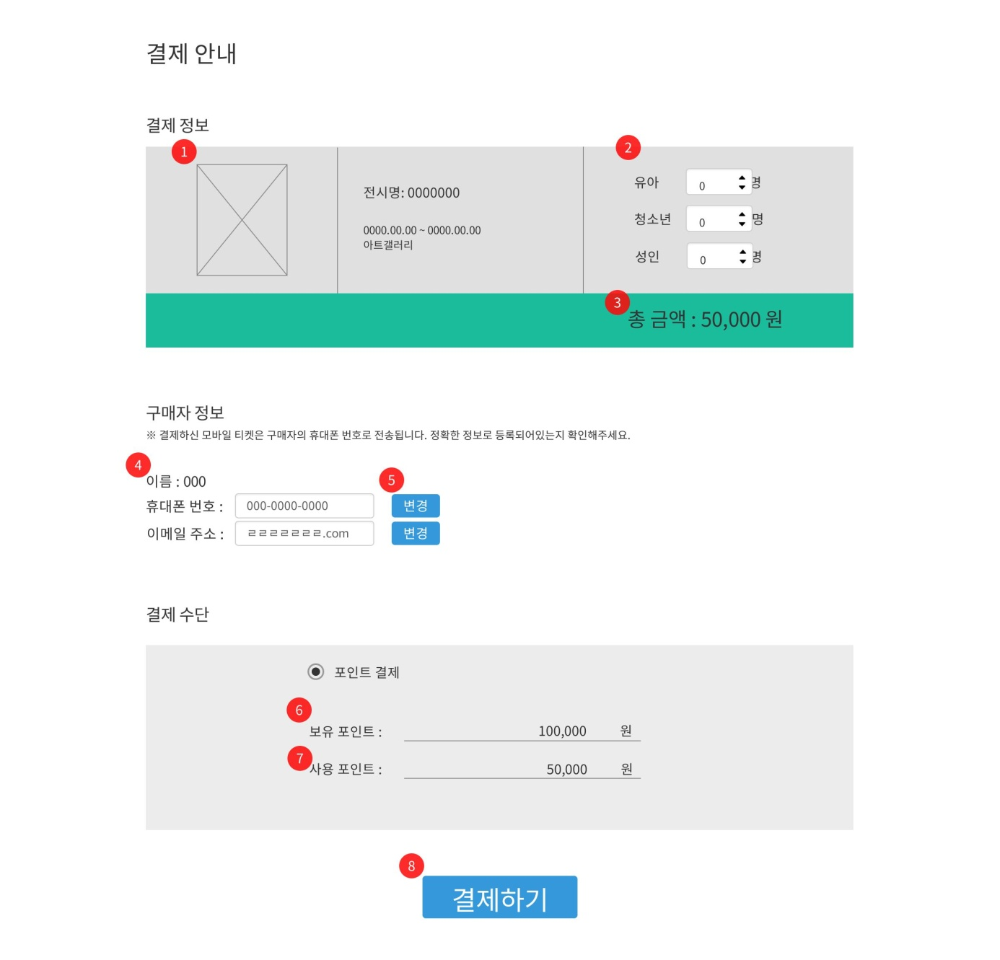 결제 안내
결제 정보
1
전시명: 0000000
0000.00.00 ~ 0000.00.00
아트갤러리
2
유아 0 명
청소년 0 명
성인 0 명
3
총 금액 : 50,000 원
구매자 정보
※ 결제하신 모바일 티켓은 구매자의 휴대폰 번호로 전송됩니다. 정확한 정보로 등록되어있는지 확인해주세요.
4
이름 : 000
5
휴대폰 번호 : 000-0000-0000 변경
이메일 주소 : ㄹㄹㄹㄹㄹㄹㄹ.com 변경
결제 수단
포인트 결제
6
보유 포인트 : 100,000 원
7
사용 포인트 : 50,000 원
8
결제하기